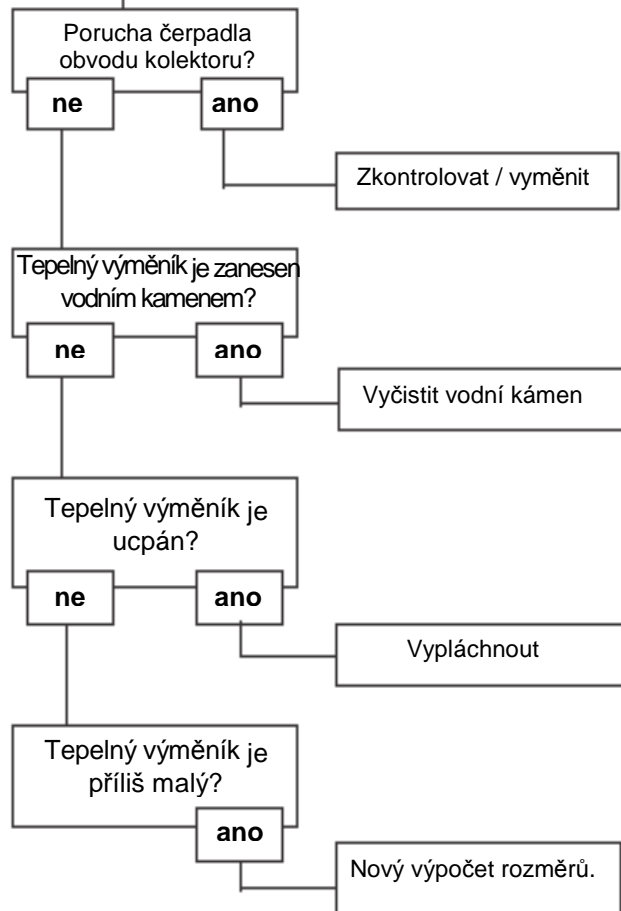 Porucha čerpadla
obvodu kolektoru?
ne
ano
Zkontrolovat / vyměnit
Tepelný výměník je zanesen
vodním kamenem?
ne
ano
Vyčistit vodní kámen
Tepelný výměník je
ucpán?
ne
ano
Vypláchnout
Tepelný výměník je
příliš malý?
ano
Nový výpočet rozměrů.